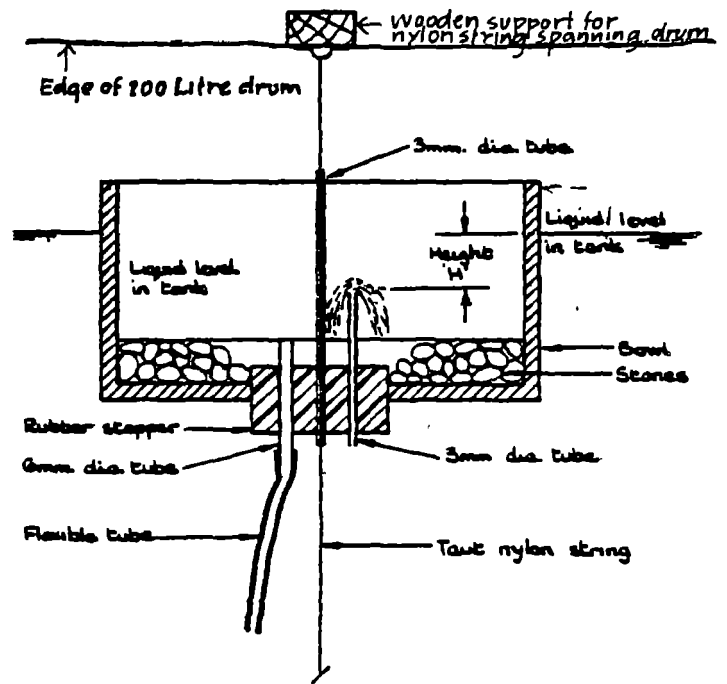 wooden support for
nylon string spanning drum
Edge of 200 Litre drum
3mm. dia tube
Liquid level
in tank
Height
'H'
Liquid level
in tank
Bowl
Stones
Rubber stopper
6mm dia tube
3mm dia tube
Flexible tube
Taut nylon string